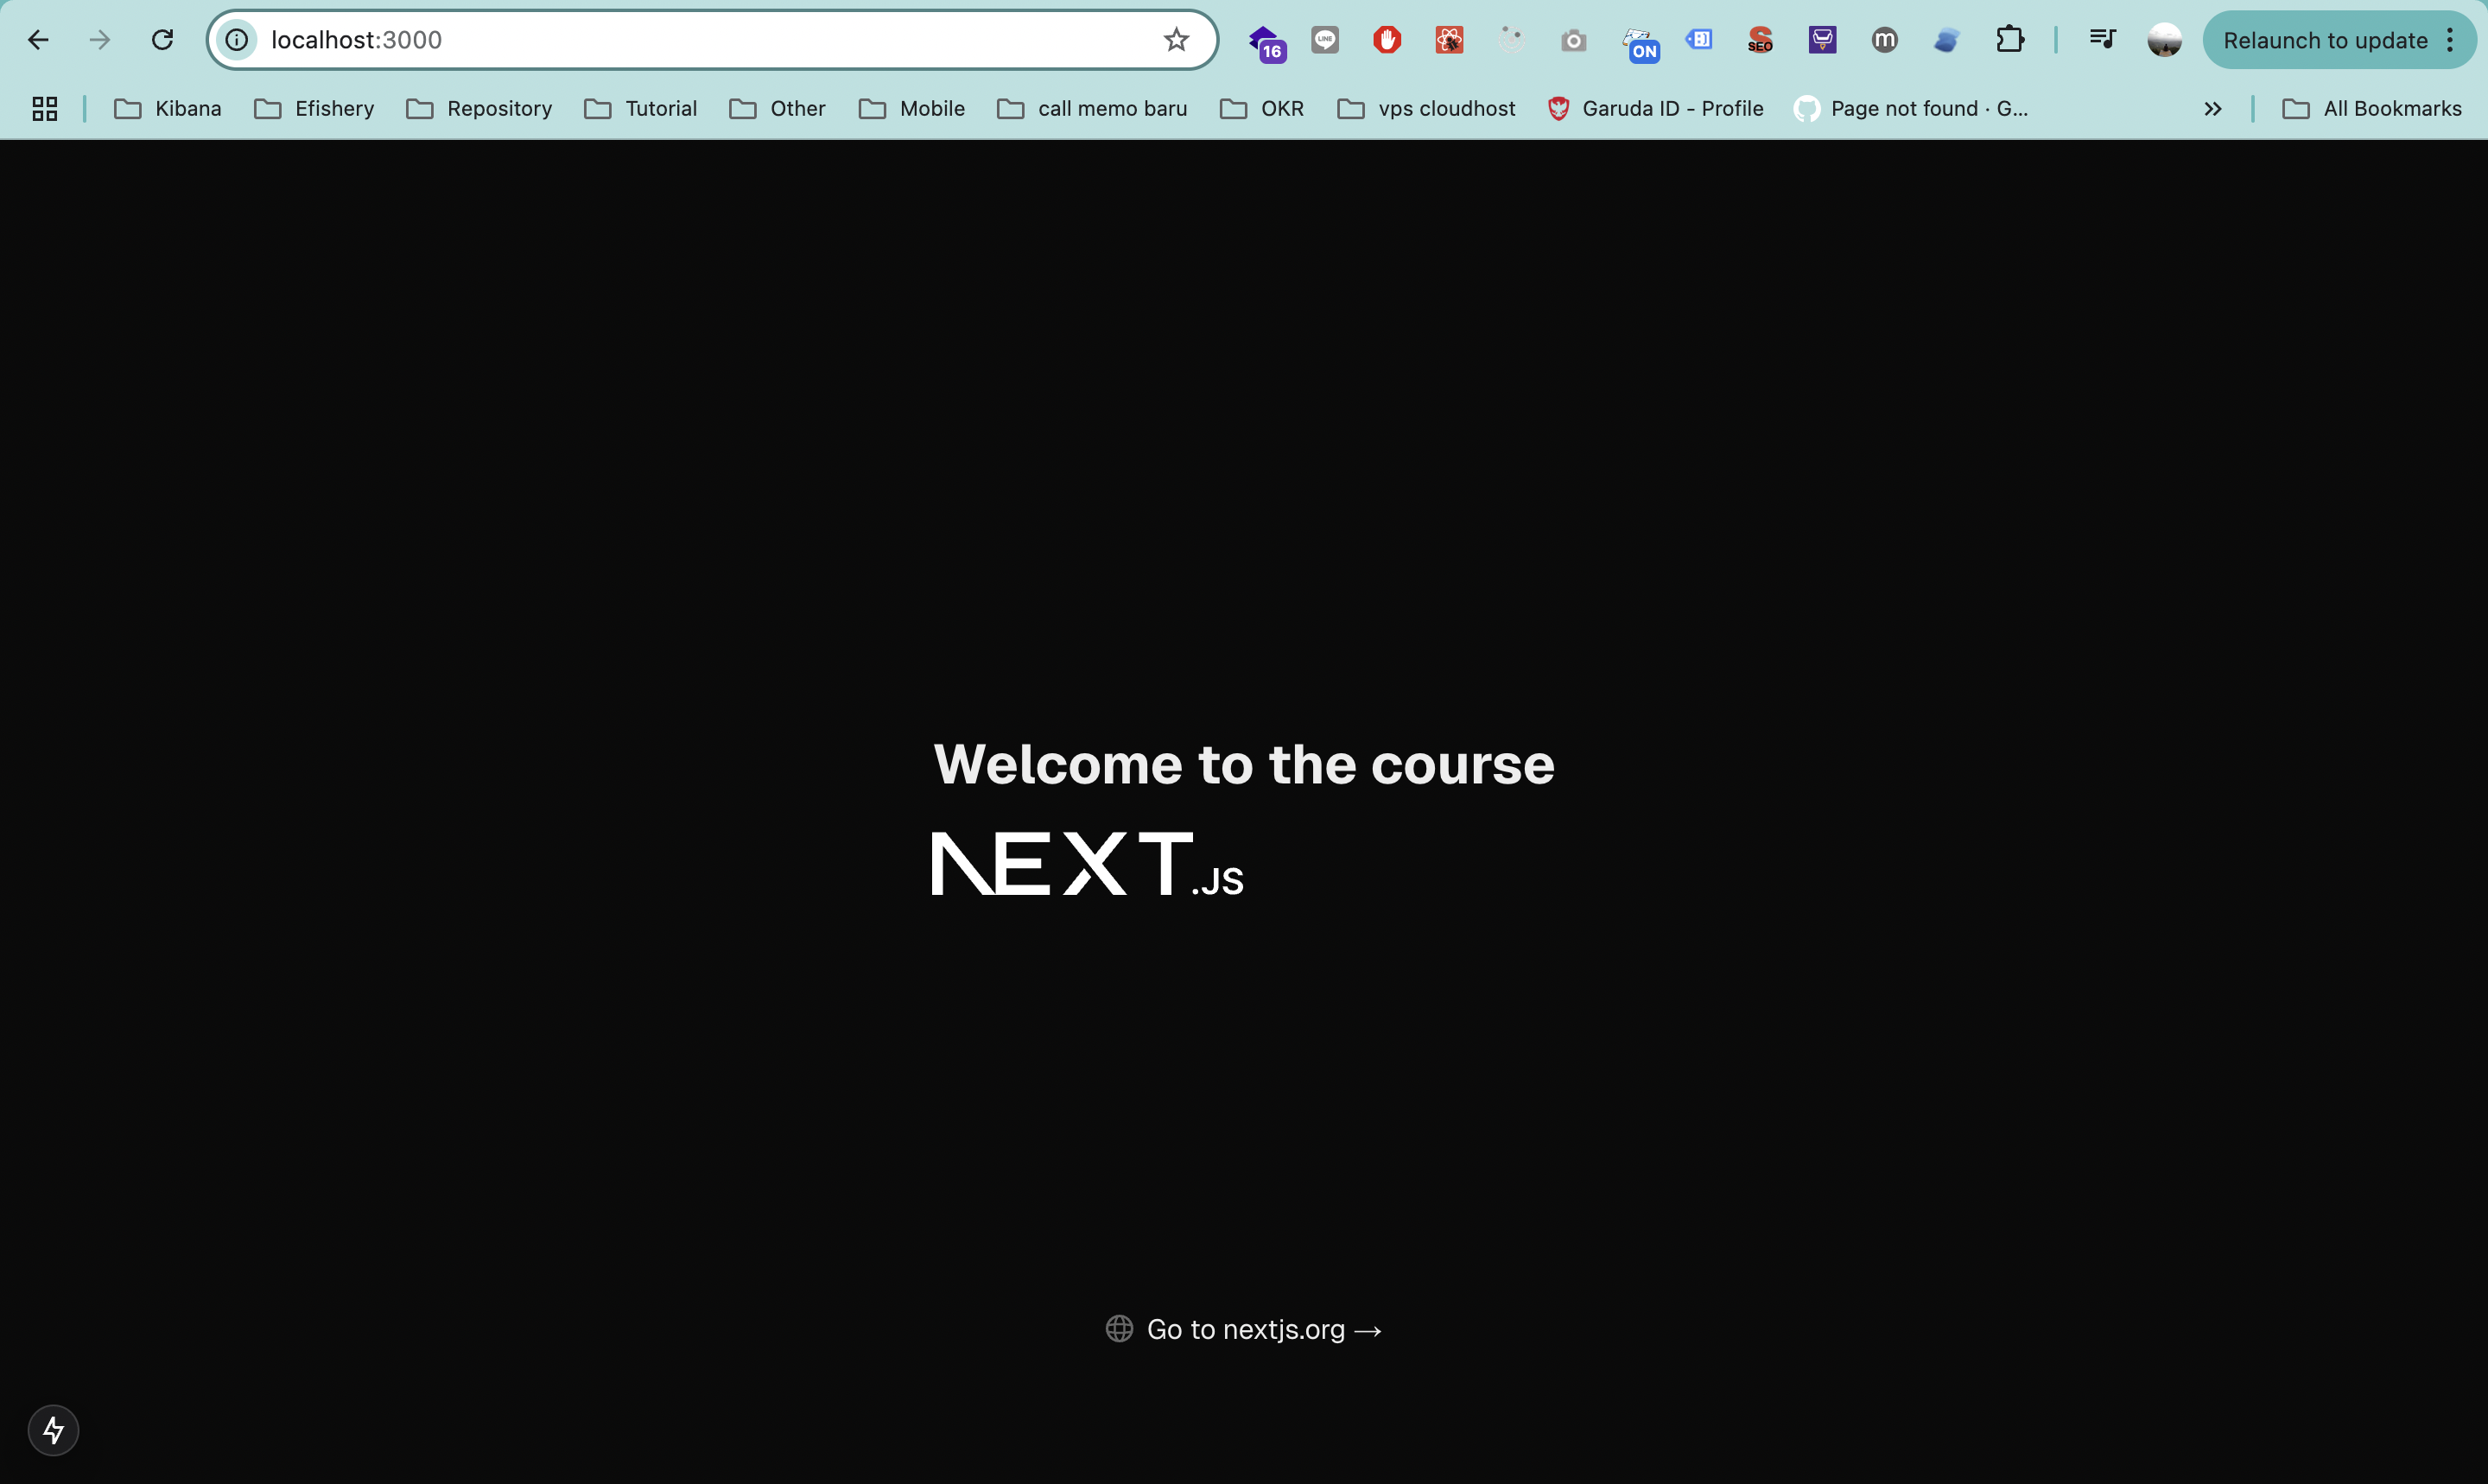 localhost:3000
16
LINE
ON
SEO
m
Relaunch to update
Kibana
Efishery
Repository
Tutorial
Other
Mobile
call memo baru
OKR
vps cloudhost
Garuda ID - Profile
Page not found · G...
All Bookmarks
Welcome to the course
NEXT.JS
Go to nextjs.org →